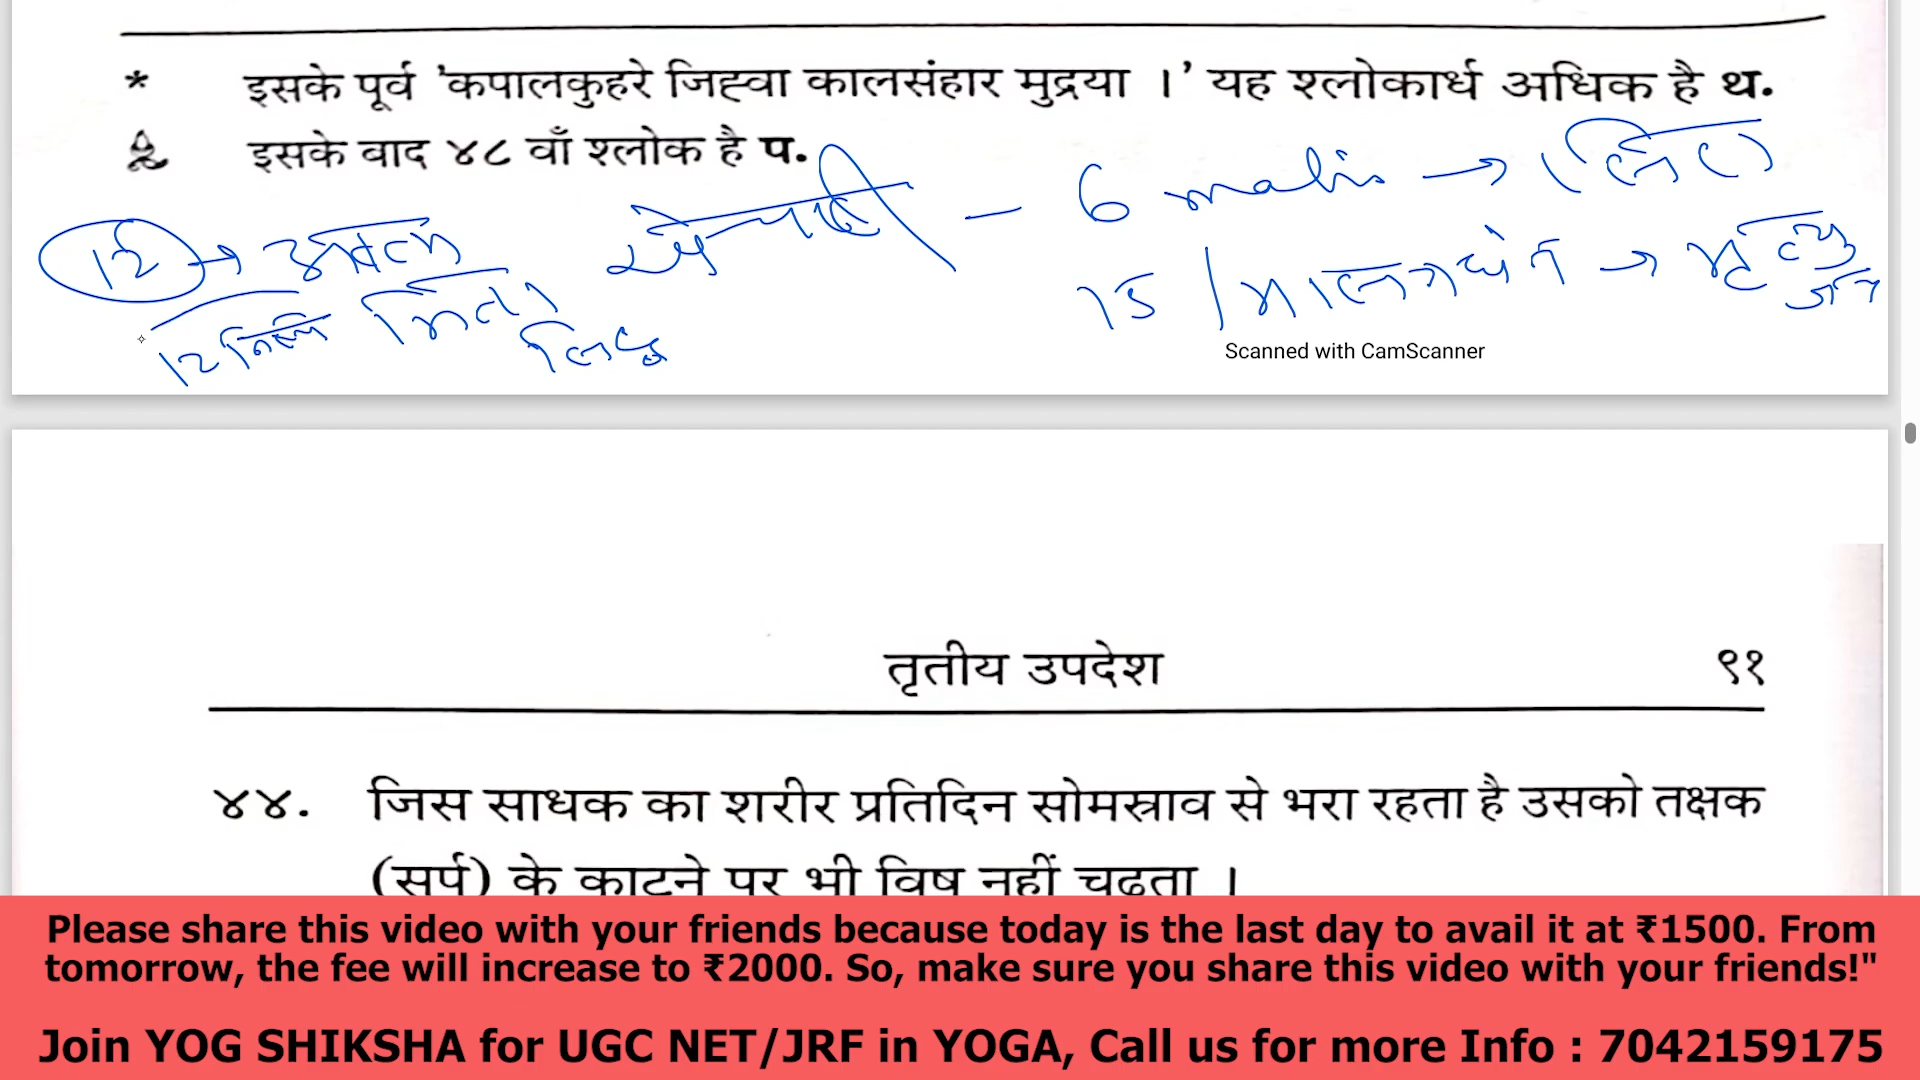 * इसके पूर्व 'कपालकुहरे जिह्वा कालसंहार मुद्रया ।' यह श्लोकार्ध अधिक है थ.
इसके वाद ४८ वाँ श्लोक है प.
6
12 →
15
12
Scanned with CamScanner
तृतीय उपदेश ९१
४४. जिस साधक का शरीर प्रतिदिन सोमस्राव से भरा रहता है उसको तक्षक
(सर्प) के काटने पर भी विष नहीं चढता ।
Please share this video with your friends because today is the last day to avail it at ₹1500. From
tomorrow, the fee will increase to ₹2000. So, make sure you share this video with your friends!"
Join YOG SHIKSHA for UGC NET/JRF in YOGA, Call us for more Info : 7042159175